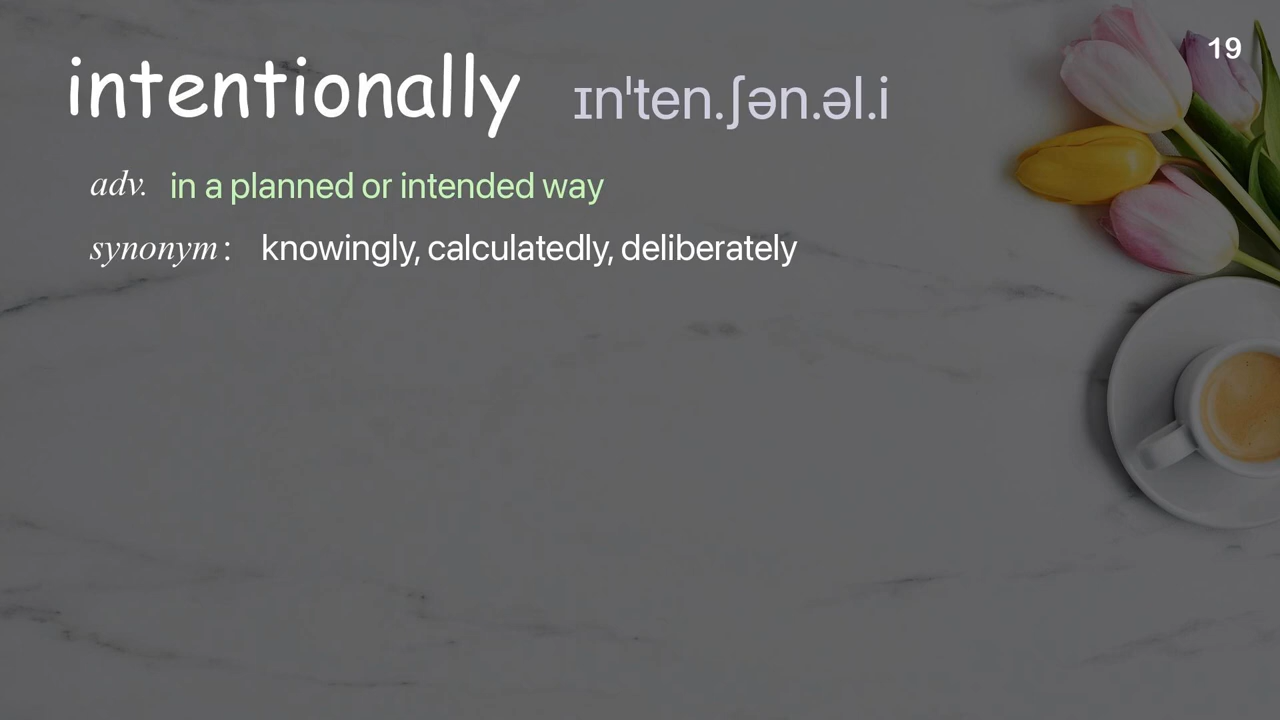 19
intentionally ɪnˈten.ʃən.əl.i
adv. in a planned or intended way
synonym: knowingly, calculatedly, deliberately